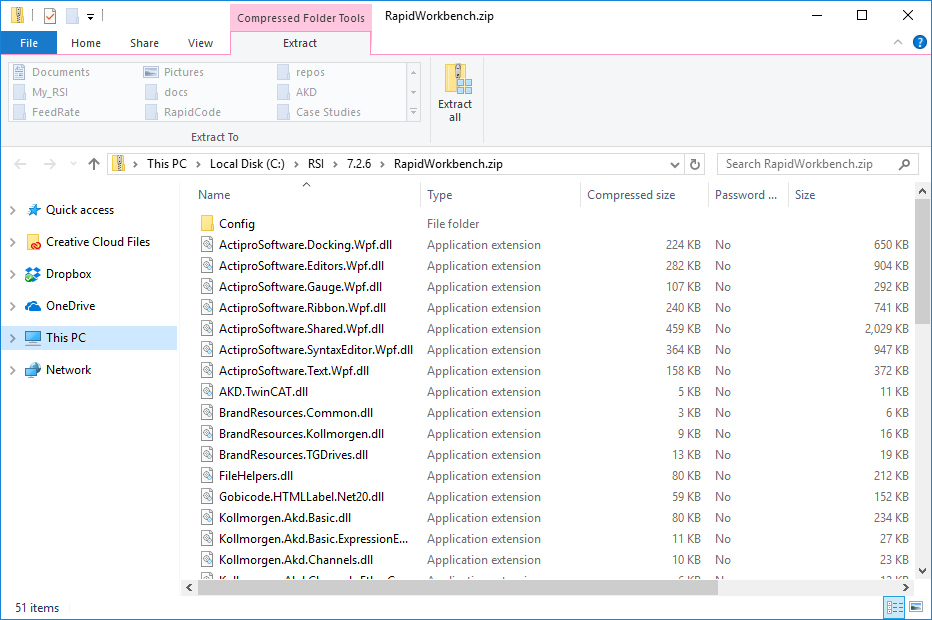 Compressed Folder Tools
RapidWorkbench.zip
File
Home
Share
View
Extract
Documents
Pictures
repos
My_RSI
docs
AKD
FeedRate
RapidCode
Case Studies
Extract To
Extract
all
This PC > Local Disk (C:) > RSI > 7.2.6 > RapidWorkbench.zip
Search RapidWorkbench.zip
Name Type Compressed size Password ... Size
Quick access
Creative Cloud Files
Dropbox
OneDrive
This PC
Network
Config File folder
ActiproSoftware.Docking.Wpf.dll Application extension 224 KB No 650 KB
ActiproSoftware.Editors.Wpf.dll Application extension 282 KB No 904 KB
ActiproSoftware.Gauge.Wpf.dll Application extension 107 KB No 292 KB
ActiproSoftware.Ribbon.Wpf.dll Application extension 240 KB No 741 KB
ActiproSoftware.Shared.Wpf.dll Application extension 459 KB No 2,029 KB
ActiproSoftware.SyntaxEditor.Wpf.dll Application extension 364 KB No 947 KB
ActiproSoftware.Text.Wpf.dll Application extension 158 KB No 372 KB
AKD.TwinCAT.dll Application extension 5 KB No 11 KB
BrandResources.Common.dll Application extension 3 KB No 6 KB
BrandResources.Kollmorgen.dll Application extension 9 KB No 16 KB
BrandResources.TGDrives.dll Application extension 13 KB No 19 KB
FileHelpers.dll Application extension 80 KB No 212 KB
Gobicode.HTMLLabel.Net20.dll Application extension 59 KB No 152 KB
Kollmorgen.Akd.Basic.dll Application extension 80 KB No 234 KB
Kollmorgen.Akd.Basic.ExpressionE... Application extension 11 KB No 27 KB
Kollmorgen.Akd.Channels.dll Application extension 10 KB No 23 KB
51 items